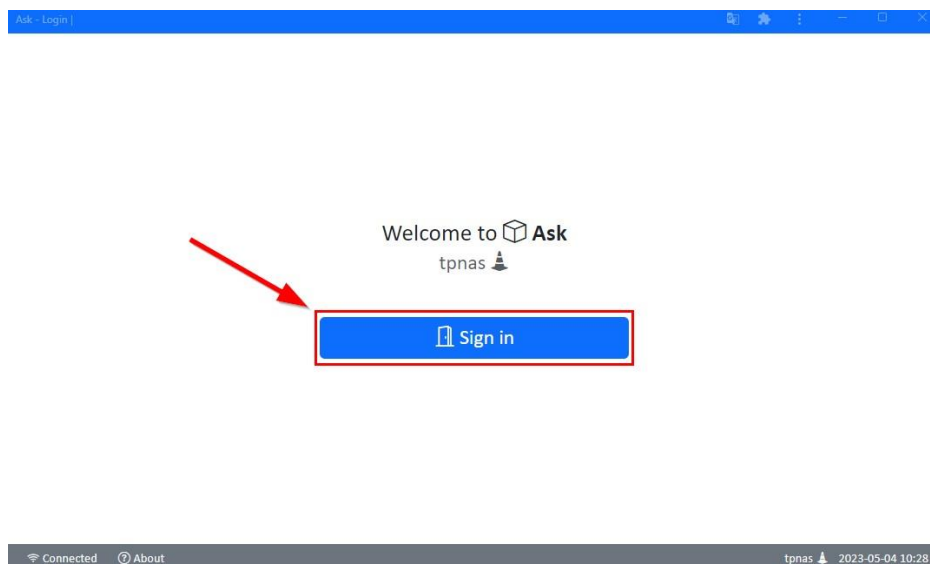 Ask - Login |
Welcome to Ask
tpnas
Sign in
Connected About tpnas 2023-05-04 10:28